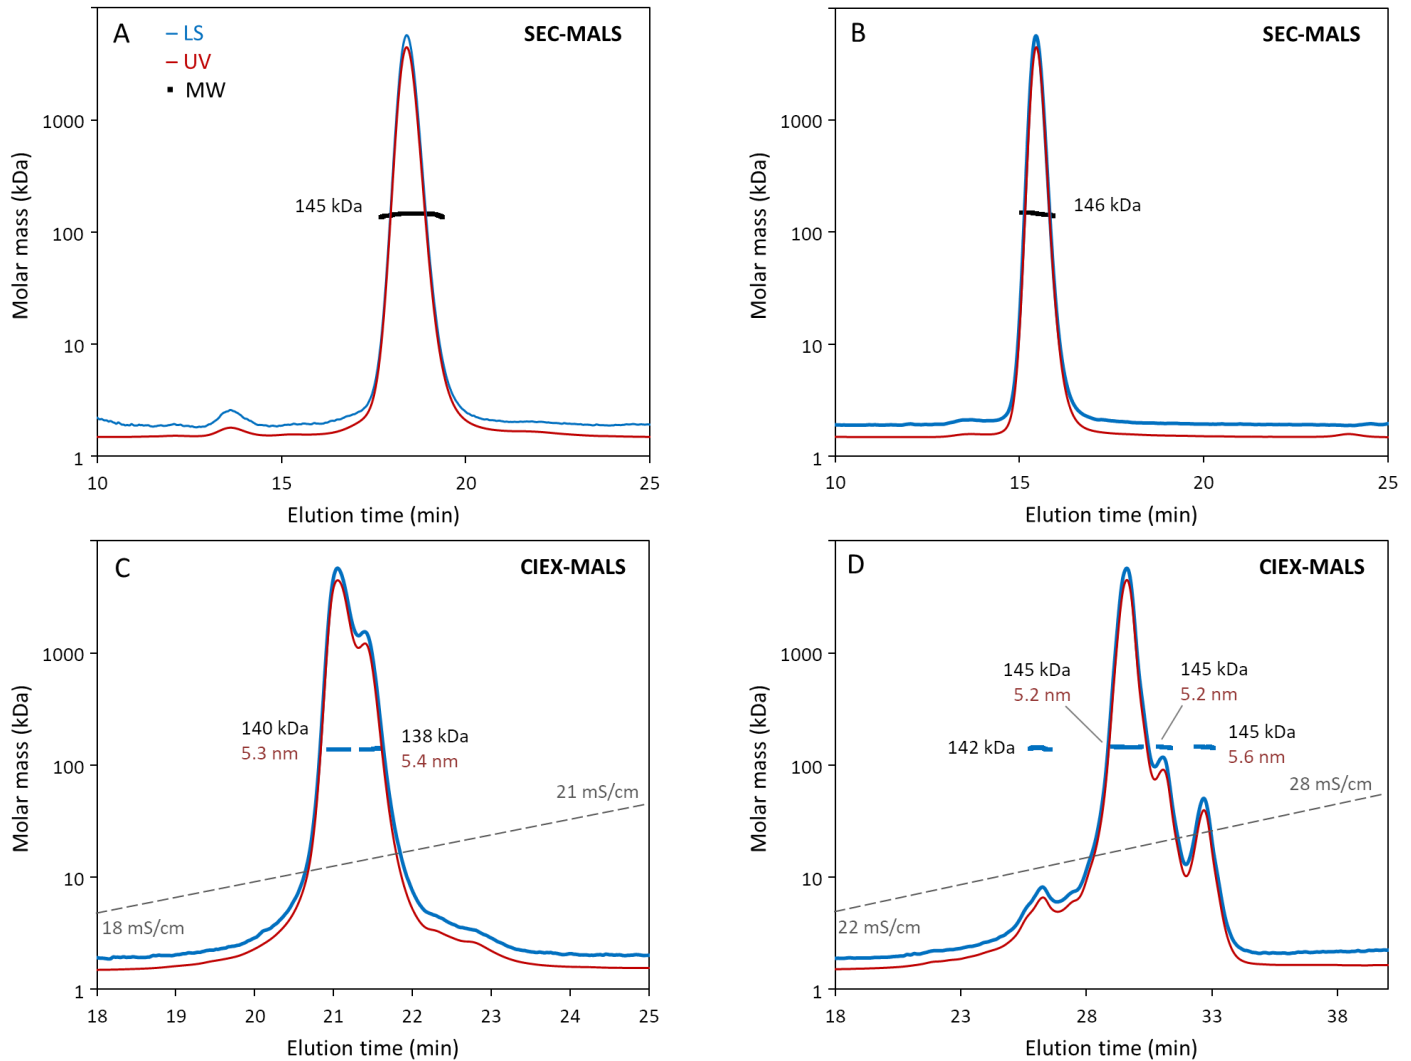 A
– LS
– UV
▪ MW
SEC-MALS
1000
100
10
1
145 kDa
10
15
20
25
Elution time (min)
Molar mass (kDa)
B
SEC-MALS
1000
100
10
1
146 kDa
10
15
20
25
Elution time (min)
Molar mass (kDa)
C
CIEX-MALS
1000
100
10
1
140 kDa
5.3 nm
138 kDa
5.4 nm
21 mS/cm
18 mS/cm
18
19
20
21
22
23
24
25
Elution time (min)
Molar mass (kDa)
D
CIEX-MALS
1000
100
10
1
145 kDa
5.2 nm
145 kDa
5.2 nm
142 kDa
145 kDa
5.6 nm
28 mS/cm
22 mS/cm
18
23
28
33
38
Elution time (min)
Molar mass (kDa)